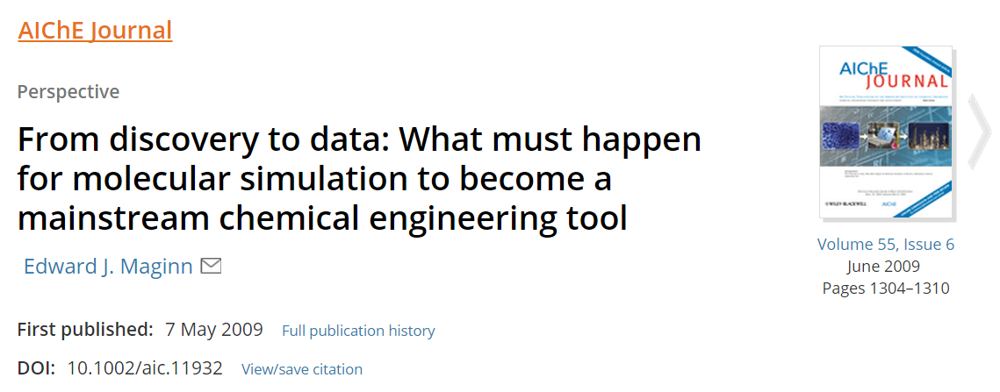 AIChE Journal
Perspective
From discovery to data: What must happen
for molecular simulation to become a
mainstream chemical engineering tool
Edward J. Maginn
First published: 7 May 2009 Full publication history
DOI: 10.1002/aic.11932 View/save citation
AIChE
JOURNAL
WILEY-BLACKWELL
AIChE
Volume 55, Issue 6
June 2009
Pages 1304–1310